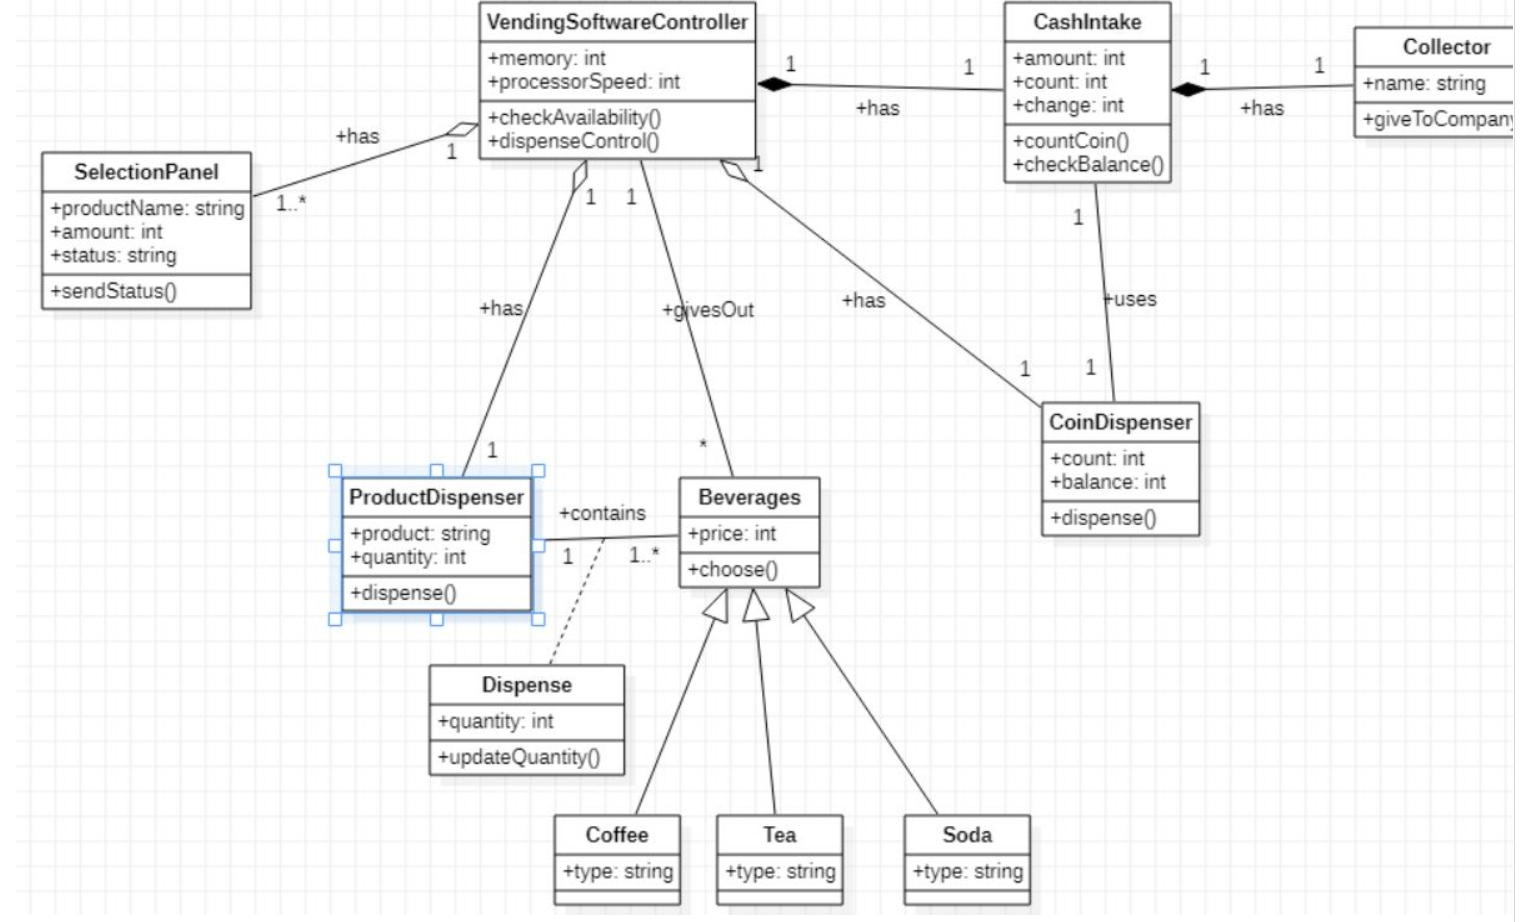 VendingSoftwareController
+memory: int
+processorSpeed: int
+checkAvailability()
+dispenseControl()
CashIntake
+amount: int
+count: int
+change: int
+countCoin()
+checkBalance()
Collector
+name: string
+giveToCompany
1
1
+has
1
1
+has
+has
1
1..*
SelectionPanel
+productName: string
+amount: int
+status: string
+sendStatus()
1
1
1
1
+has
+givesOut
+has
+uses
1
*
1
1
CoinDispenser
+count: int
+balance: int
+dispense()
ProductDispenser
+product: string
+quantity: int
+dispense()
+contains
1
1..*
Beverages
+price: int
+choose()
Dispense
+quantity: int
+updateQuantity()
Coffee
+type: string
Tea
+type: string
Soda
+type: string